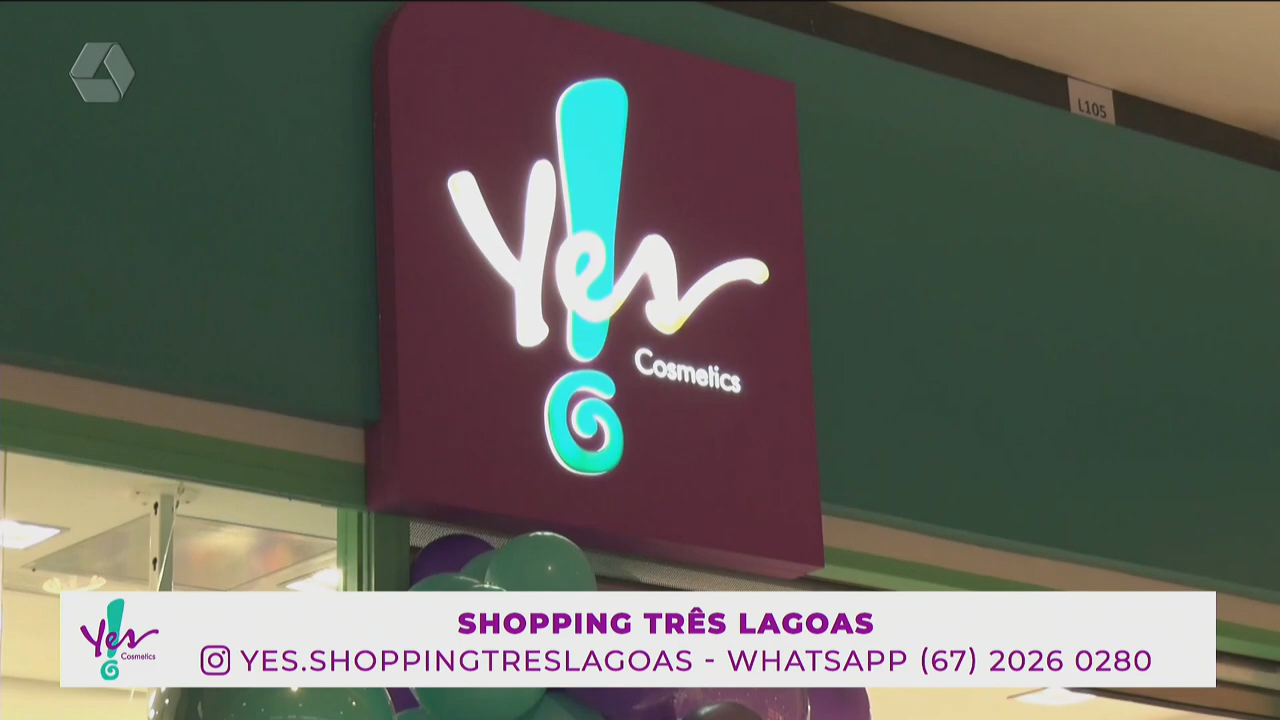 L105
Yes!
Cosmetics
Yes!
Cosmetics
SHOPPING TRÊS LAGOAS
YES.SHOPPINGTRESLAGOAS - WHATSAPP (67) 2026 0280